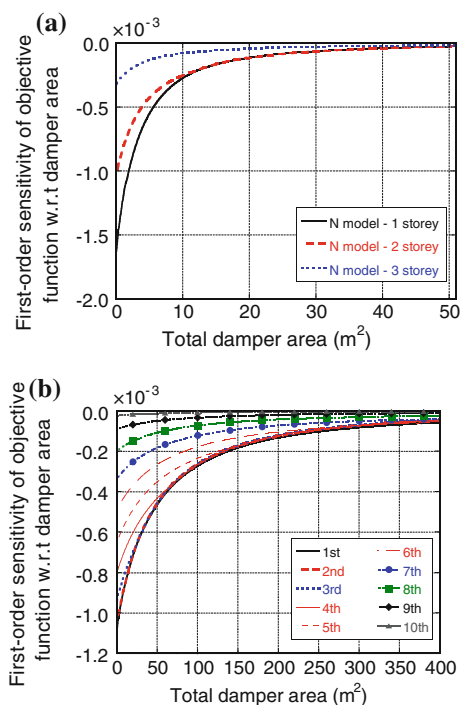 (a)
×10⁻³
First-order sensitivity of objective
function w.r.t damper area
0.0
-0.5
-1.0
-1.5
-2.0
N model - 1 storey
N model - 2 storey
N model - 3 storey
0 10 20 30 40 50
Total damper area (m²)
(b)
×10⁻³
First-order sensitivity of objective
function w.r.t damper area
0.0
-0.2
-0.4
-0.6
-0.8
-1.0
-1.2
1st
2nd
3rd
4th
5th
6th
7th
8th
9th
10th
0 50 100 150 200 250 300 350 400
Total damper area (m²)